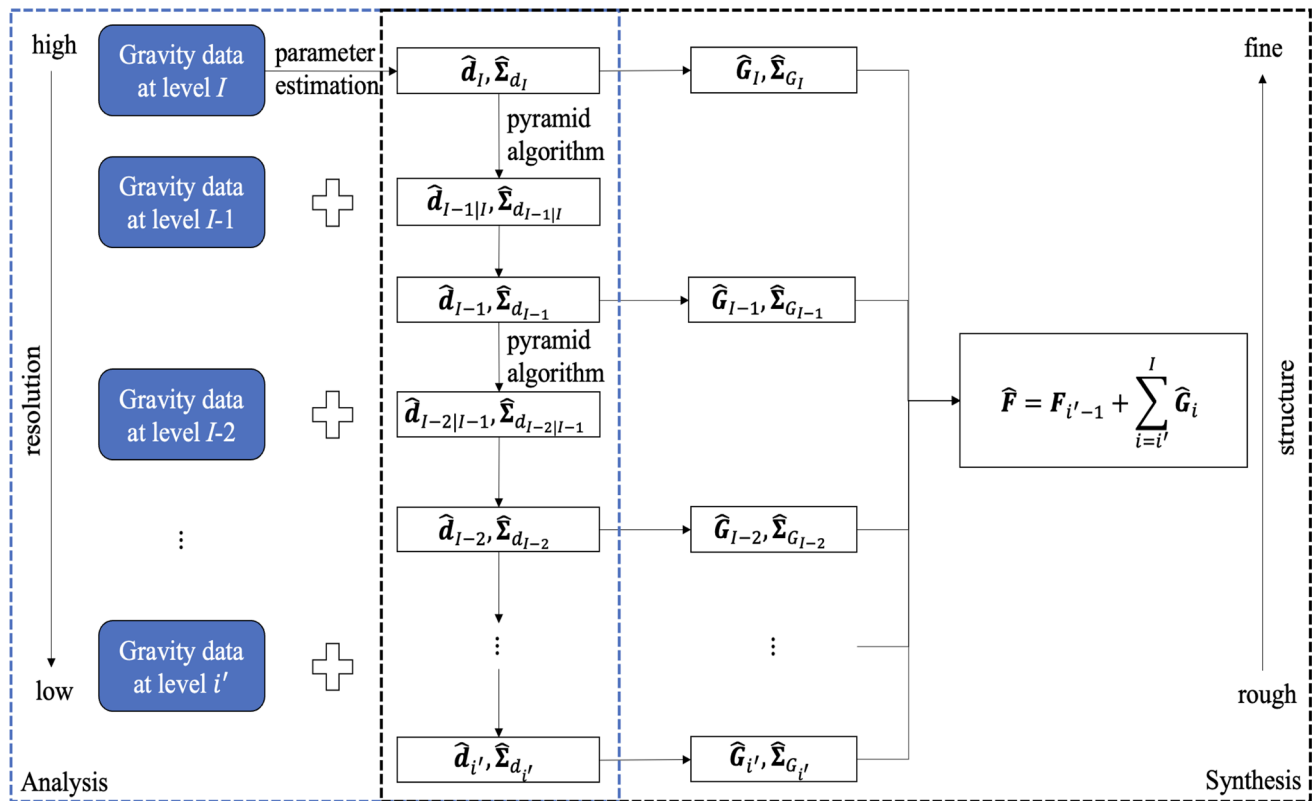 high
Gravity data
at level I
parameter
estimation
d̂_I, Σ̂_{d_I}
Ĝ_I, Σ̂_{G_I}
fine
pyramid
algorithm
Gravity data
at level I-1
d̂_{I−1|I}, Σ̂_{d_{I−1|I}}
d̂_{I−1}, Σ̂_{d_{I−1}}
Ĝ_{I−1}, Σ̂_{G_{I−1}}
pyramid
algorithm
resolution
Gravity data
at level I-2
d̂_{I−2|I−1}, Σ̂_{d_{I−2|I−1}}
F̂ = F_{i′−1} + ∑_{i=i′}^{I} Ĝ_i
structure
⋮
d̂_{I−2}, Σ̂_{d_{I−2}}
Ĝ_{I−2}, Σ̂_{G_{I−2}}
Gravity data
at level i′
⋮
⋮
low
rough
d̂_{i′}, Σ̂_{d_{i′}}
Ĝ_{i′}, Σ̂_{G_{i′}}
Analysis
Synthesis